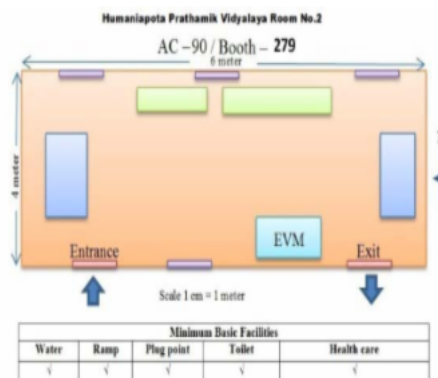 Humaniapota Prathamik Vidyalaya Room No.2
AC –90 / Booth – 279
6 meter
4 meter
EVM
Entrance
Exit
Scale 1 cm = 1 meter
Minimum Basic Facilities
Water Ramp Plug point Toilet Health care
√ √ √ √ √